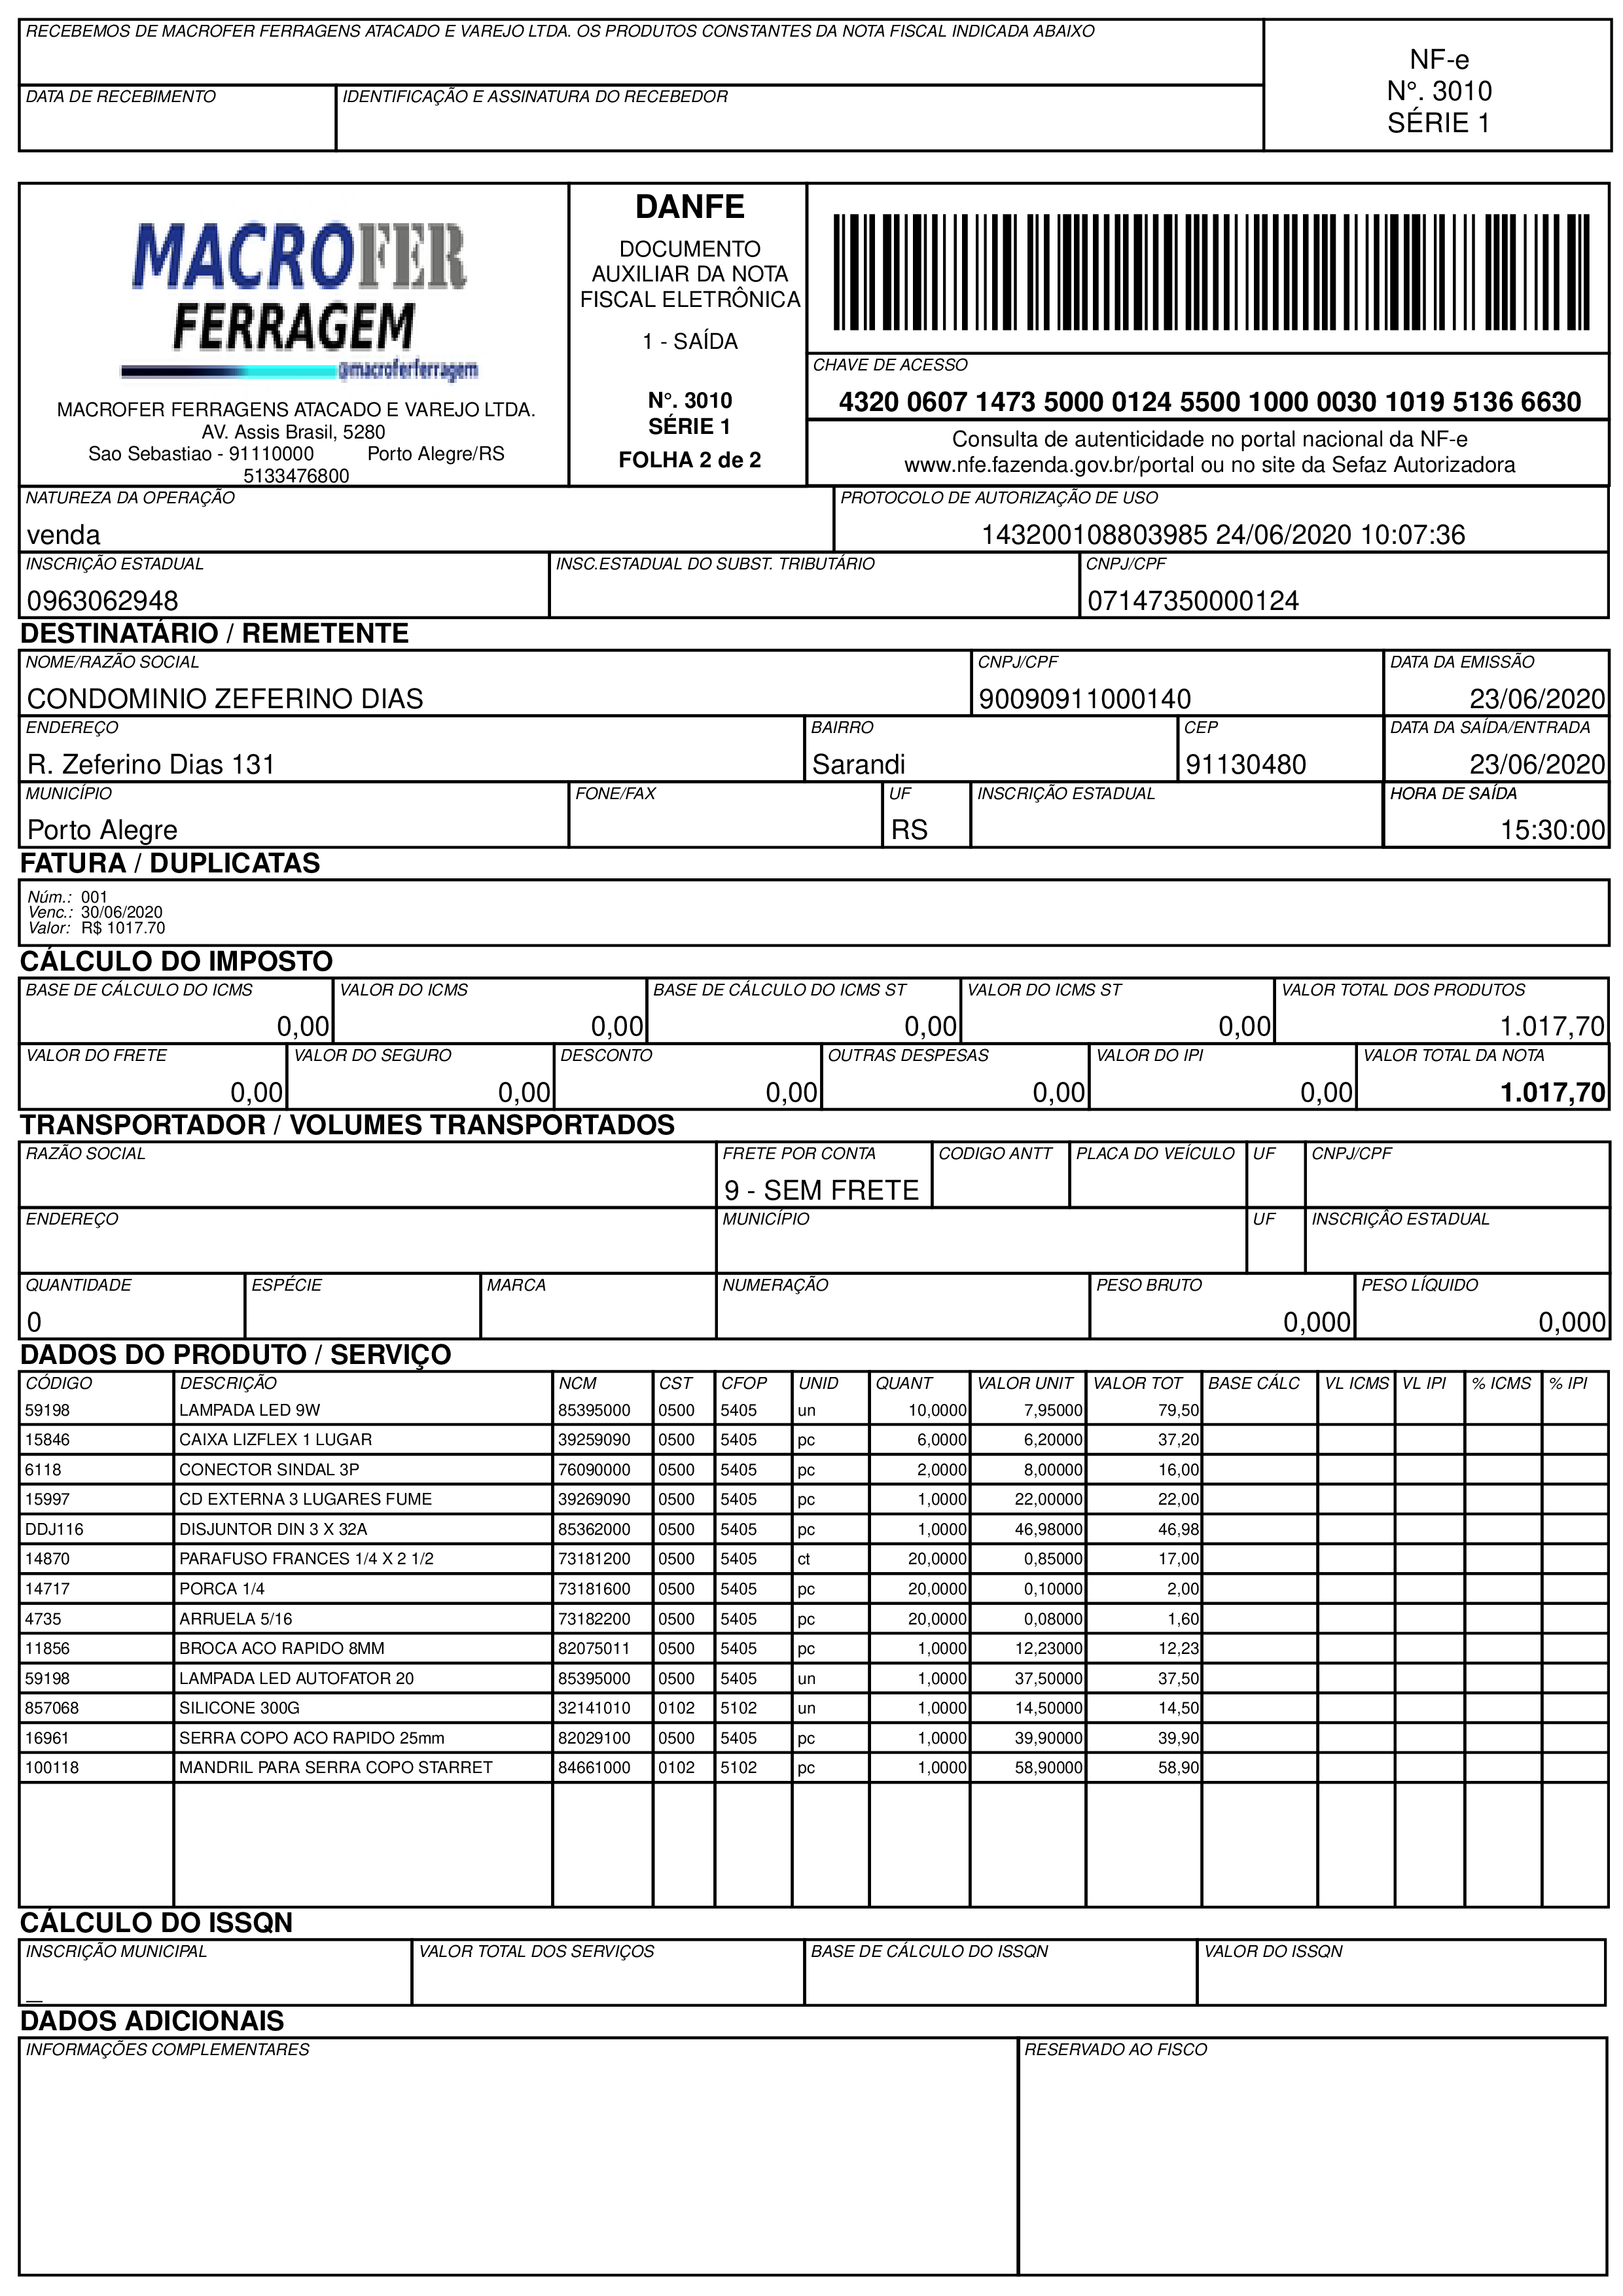 RECEBEMOS DE MACROFER FERRAGENS ATACADO E VAREJO LTDA. OS PRODUTOS CONSTANTES DA NOTA FISCAL INDICADA ABAIXO
DATA DE RECEBIMENTO IDENTIFICAÇÃO E ASSINATURA DO RECEBEDOR
NF-e
N°. 3010
SÉRIE 1
MACROFER
FERRAGEM
@macroferferragem
MACROFER FERRAGENS ATACADO E VAREJO LTDA.
AV. Assis Brasil, 5280
Sao Sebastiao - 91110000 Porto Alegre/RS
5133476800
DANFE
DOCUMENTO
AUXILIAR DA NOTA
FISCAL ELETRÔNICA
1 - SAÍDA
N°. 3010
SÉRIE 1
FOLHA 2 de 2
CHAVE DE ACESSO
4320 0607 1473 5000 0124 5500 1000 0030 1019 5136 6630
Consulta de autenticidade no portal nacional da NF-e
www.nfe.fazenda.gov.br/portal ou no site da Sefaz Autorizadora
NATUREZA DA OPERAÇÃO PROTOCOLO DE AUTORIZAÇÃO DE USO
venda 143200108803985 24/06/2020 10:07:36
INSCRIÇÃO ESTADUAL INSC.ESTADUAL DO SUBST. TRIBUTÁRIO CNPJ/CPF
0963062948 07147350000124
DESTINATÁRIO / REMETENTE
NOME/RAZÃO SOCIAL CNPJ/CPF DATA DA EMISSÃO
CONDOMINIO ZEFERINO DIAS 90090911000140 23/06/2020
ENDEREÇO BAIRRO CEP DATA DA SAÍDA/ENTRADA
R. Zeferino Dias 131 Sarandi 91130480 23/06/2020
MUNICÍPIO FONE/FAX UF INSCRIÇÃO ESTADUAL HORA DE SAÍDA
Porto Alegre RS 15:30:00
FATURA / DUPLICATAS
Núm.: 001
Venc.: 30/06/2020
Valor: R$ 1017.70
CÁLCULO DO IMPOSTO
BASE DE CÁLCULO DO ICMS VALOR DO ICMS BASE DE CÁLCULO DO ICMS ST VALOR DO ICMS ST VALOR TOTAL DOS PRODUTOS
0,00 0,00 0,00 0,00 1.017,70
VALOR DO FRETE VALOR DO SEGURO DESCONTO OUTRAS DESPESAS VALOR DO IPI VALOR TOTAL DA NOTA
0,00 0,00 0,00 0,00 0,00 1.017,70
TRANSPORTADOR / VOLUMES TRANSPORTADOS
RAZÃO SOCIAL FRETE POR CONTA CODIGO ANTT PLACA DO VEÍCULO UF CNPJ/CPF
9 - SEM FRETE
ENDEREÇO MUNICÍPIO UF INSCRIÇÂO ESTADUAL
QUANTIDADE ESPÉCIE MARCA NUMERAÇÃO PESO BRUTO PESO LÍQUIDO
0 0,000 0,000
DADOS DO PRODUTO / SERVIÇO
CÓDIGO DESCRIÇÃO NCM CST CFOP UNID QUANT VALOR UNIT VALOR TOT BASE CÁLC VL ICMS VL IPI % ICMS % IPI
59198 LAMPADA LED 9W 85395000 0500 5405 un 10,0000 7,95000 79,50
15846 CAIXA LIZFLEX 1 LUGAR 39259090 0500 5405 pc 6,0000 6,20000 37,20
6118 CONECTOR SINDAL 3P 76090000 0500 5405 pc 2,0000 8,00000 16,00
15997 CD EXTERNA 3 LUGARES FUME 39269090 0500 5405 pc 1,0000 22,00000 22,00
DDJ116 DISJUNTOR DIN 3 X 32A 85362000 0500 5405 pc 1,0000 46,98000 46,98
14870 PARAFUSO FRANCES 1/4 X 2 1/2 73181200 0500 5405 ct 20,0000 0,85000 17,00
14717 PORCA 1/4 73181600 0500 5405 pc 20,0000 0,10000 2,00
4735 ARRUELA 5/16 73182200 0500 5405 pc 20,0000 0,08000 1,60
11856 BROCA ACO RAPIDO 8MM 82075011 0500 5405 pc 1,0000 12,23000 12,23
59198 LAMPADA LED AUTOFATOR 20 85395000 0500 5405 un 1,0000 37,50000 37,50
857068 SILICONE 300G 32141010 0102 5102 un 1,0000 14,50000 14,50
16961 SERRA COPO ACO RAPIDO 25mm 82029100 0500 5405 pc 1,0000 39,90000 39,90
100118 MANDRIL PARA SERRA COPO STARRET 84661000 0102 5102 pc 1,0000 58,90000 58,90
CÁLCULO DO ISSQN
INSCRIÇÃO MUNICIPAL VALOR TOTAL DOS SERVIÇOS BASE DE CÁLCULO DO ISSQN VALOR DO ISSQN
_
DADOS ADICIONAIS
INFORMAÇÕES COMPLEMENTARES RESERVADO AO FISCO